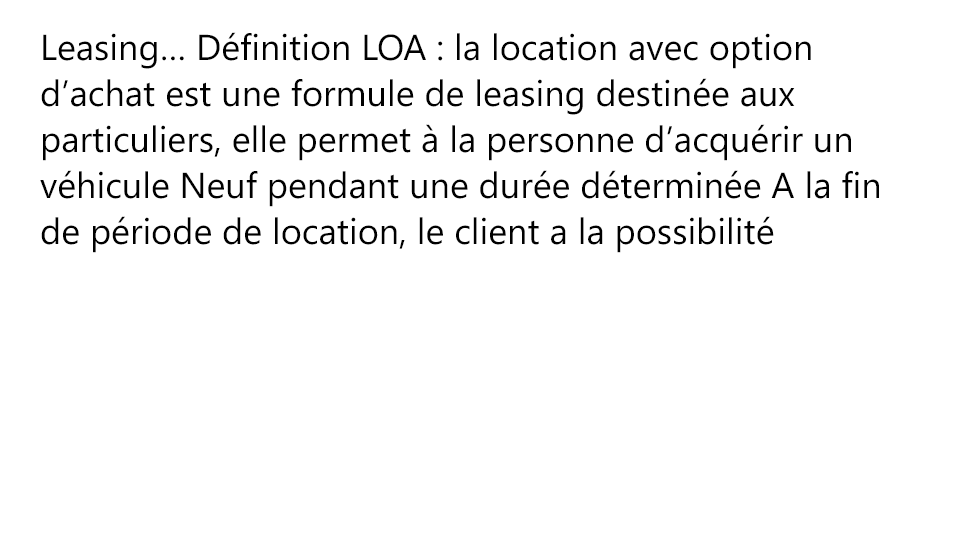 Leasing... Définition LOA : la location avec option
d’achat est une formule de leasing destinée aux
particuliers, elle permet à la personne d’acquérir un
véhicule Neuf pendant une durée déterminée A la fin
de période de location, le client a la possibilité